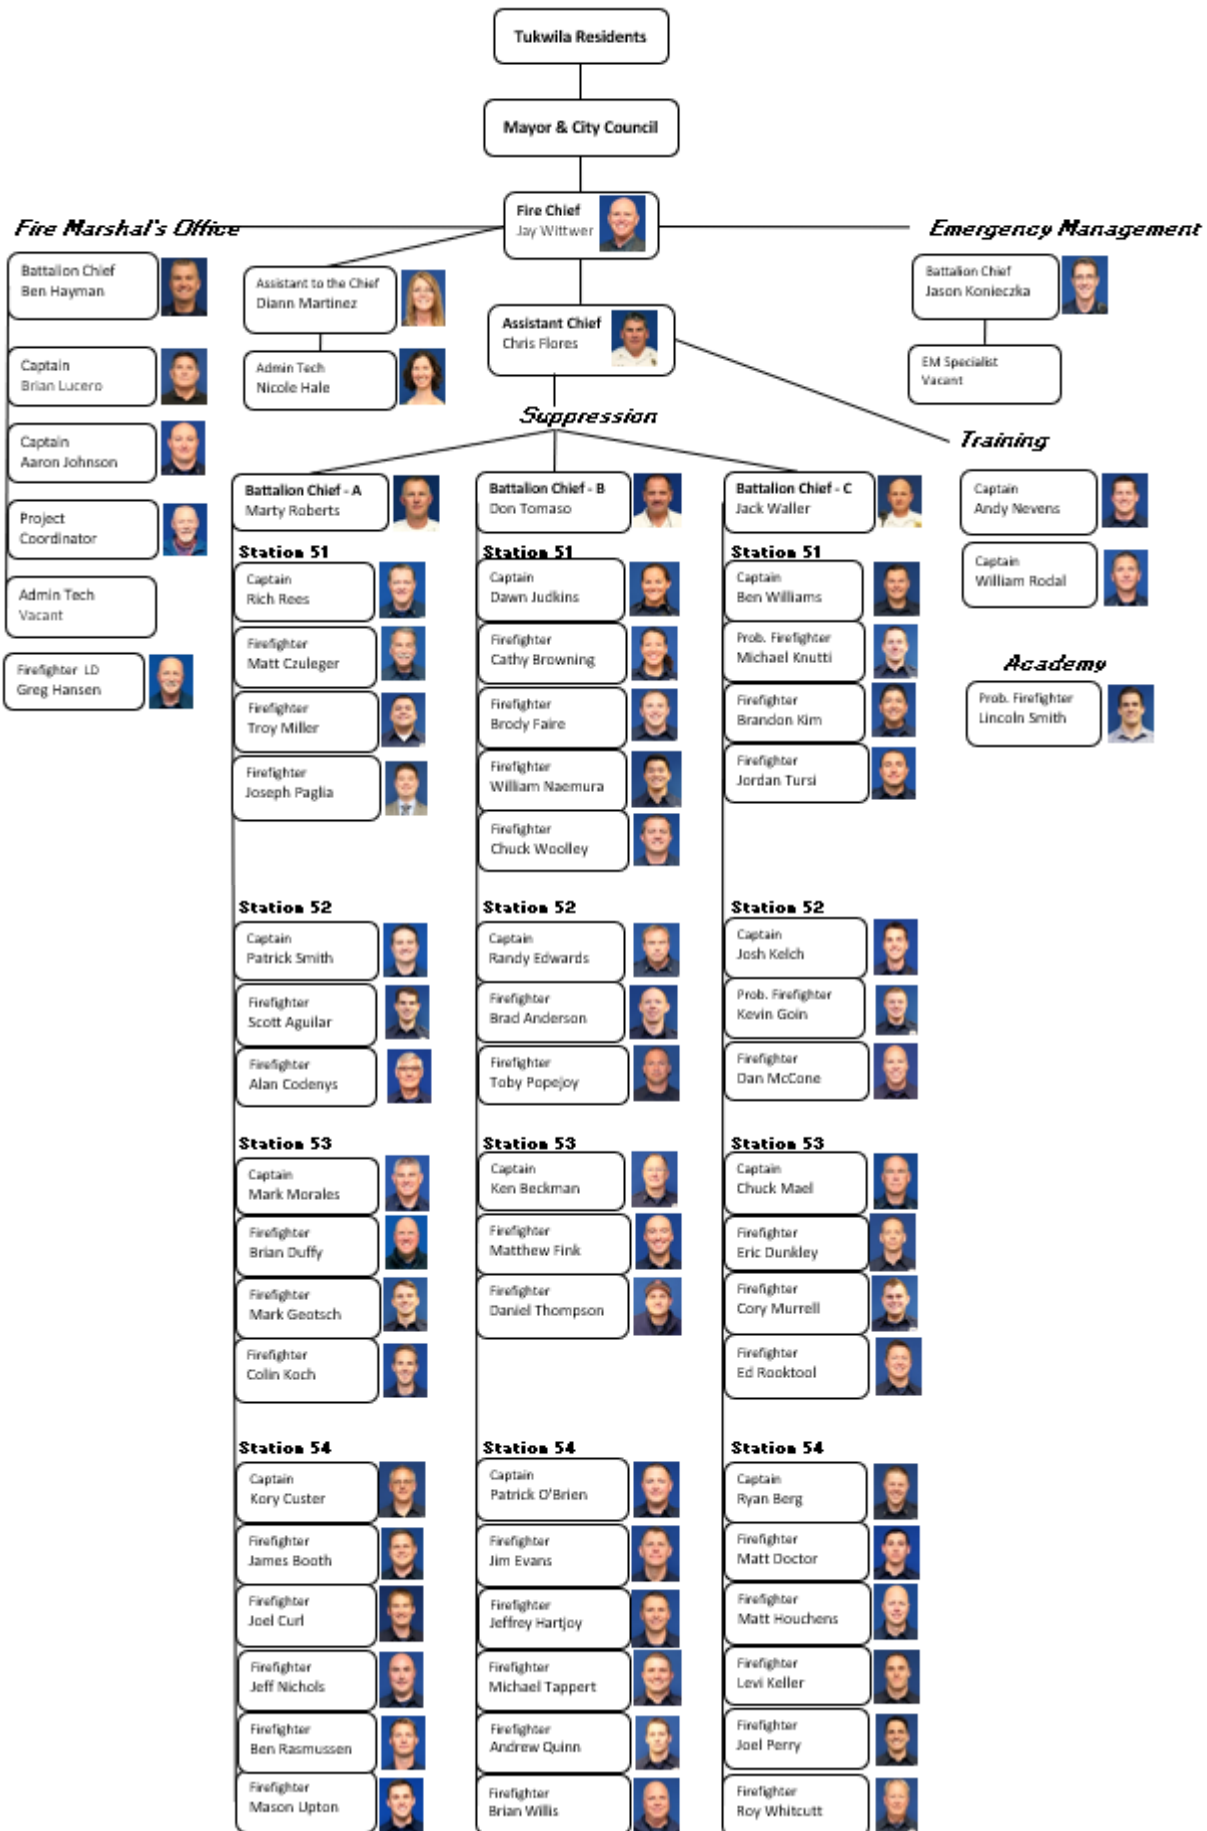 Tukwila Residents
Mayor & City Council
Fire Chief
Jay Wittwer
Fire Marshal's Office
Battalion Chief
Ben Hayman
Captain
Brian Lucero
Captain
Aaron Johnson
Project
Coordinator
Admin Tech
Vacant
Firefighter LD
Greg Hansen
Assistant to the Chief
Diann Martinez
Admin Tech
Nicole Hale
Assistant Chief
Chris Flores
Emergency Management
Battalion Chief
Jason Konieczka
EM Specialist
Vacant
Training
Captain
Andy Nevens
Captain
William Rodal
Academy
Prob. Firefighter
Lincoln Smith
Suppression
Battalion Chief - A
Marty Roberts
Station 51
Captain
Rich Rees
Firefighter
Matt Czuleger
Firefighter
Troy Miller
Firefighter
Joseph Paglia
Station 52
Captain
Patrick Smith
Firefighter
Scott Aguilar
Firefighter
Alan Codenys
Station 53
Captain
Mark Morales
Firefighter
Brian Duffy
Firefighter
Mark Geotsch
Firefighter
Colin Koch
Station 54
Captain
Kory Custer
Firefighter
James Booth
Firefighter
Joel Curl
Firefighter
Jeff Nichols
Firefighter
Ben Rasmussen
Firefighter
Mason Upton
Battalion Chief - B
Don Tomaso
Station 51
Captain
Dawn Judkins
Firefighter
Cathy Browning
Firefighter
Brody Faire
Firefighter
William Naemura
Firefighter
Chuck Woolley
Station 52
Captain
Randy Edwards
Firefighter
Brad Anderson
Firefighter
Toby Popejoy
Station 53
Captain
Ken Beckman
Firefighter
Matthew Fink
Firefighter
Daniel Thompson
Station 54
Captain
Patrick O'Brien
Firefighter
Jim Evans
Firefighter
Jeffrey Hartjoy
Firefighter
Michael Tappert
Firefighter
Andrew Quinn
Firefighter
Brian Willis
Battalion Chief - C
Jack Waller
Station 51
Captain
Ben Williams
Prob. Firefighter
Michael Knutti
Firefighter
Brandon Kim
Firefighter
Jordan Tursi
Station 52
Captain
Josh Kelch
Prob. Firefighter
Kevin Goin
Firefighter
Dan McCone
Station 53
Captain
Chuck Mael
Firefighter
Eric Dunkley
Firefighter
Cory Murrell
Firefighter
Ed Rooktool
Station 54
Captain
Ryan Berg
Firefighter
Matt Doctor
Firefighter
Matt Houchens
Firefighter
Levi Keller
Firefighter
Joel Perry
Firefighter
Roy Whitcutt